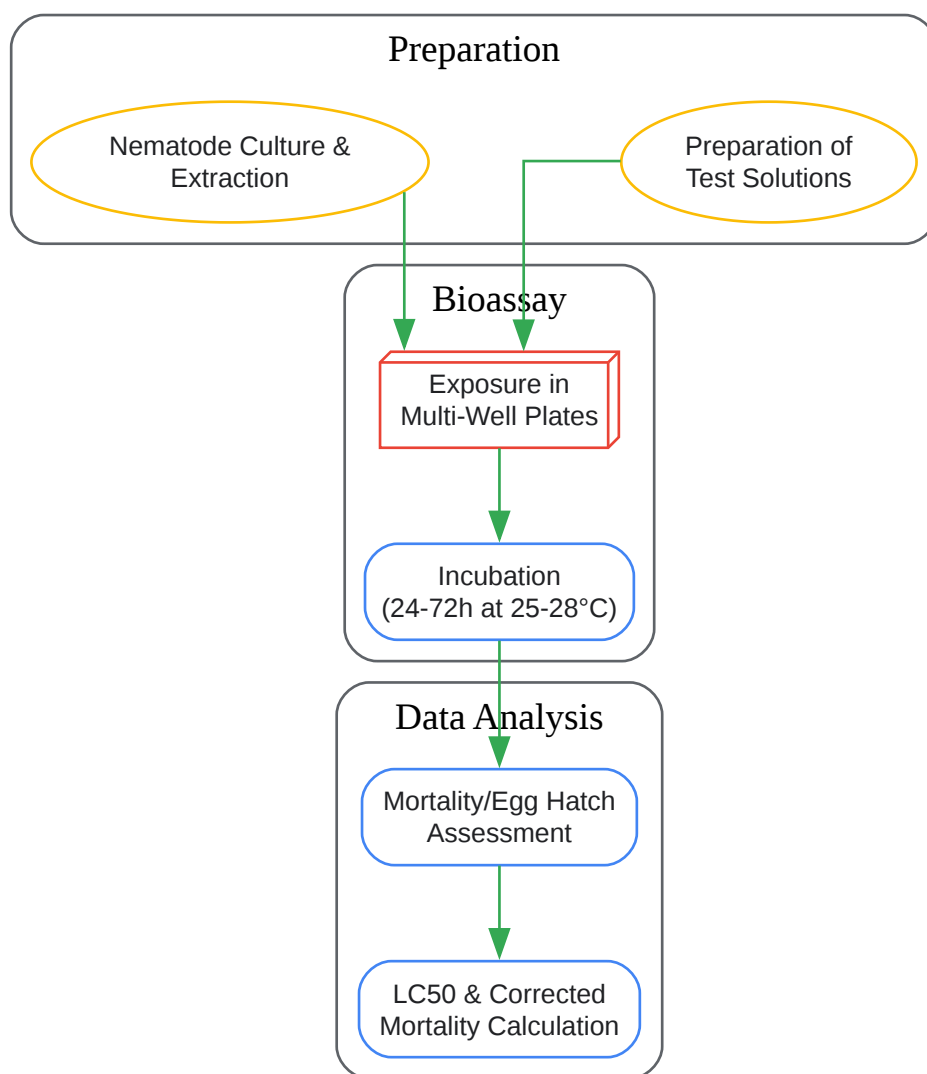 Preparation
Nematode Culture &
Extraction
Preparation of
Test Solutions
Bioassay
Exposure in
Multi-Well Plates
Incubation
(24-72h at 25-28°C)
Data Analysis
Mortality/Egg Hatch
Assessment
LC50 & Corrected
Mortality Calculation